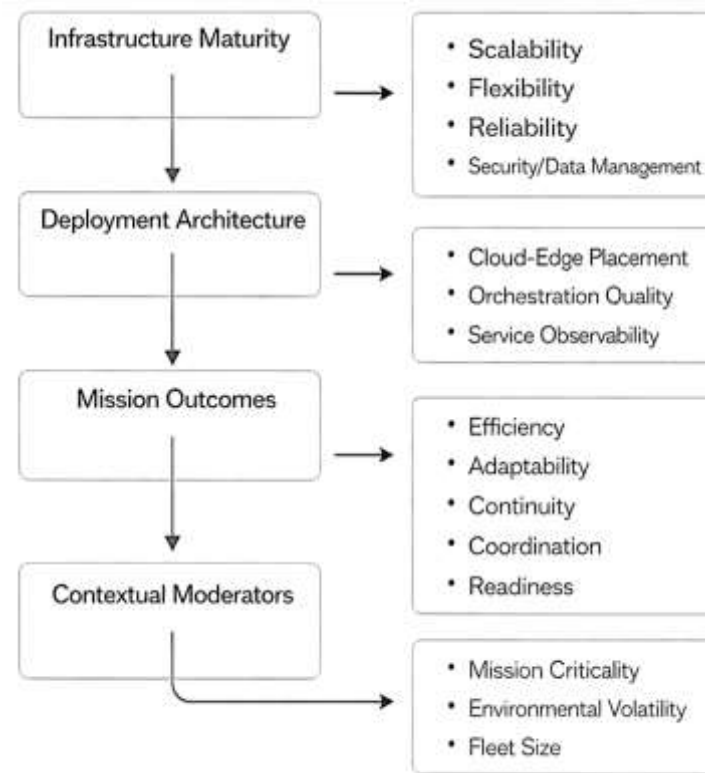 Infrastructure Maturity
• Scalability
• Flexibility
• Reliability
• Security/Data Management
Deployment Architecture
• Cloud-Edge Placement
• Orchestration Quality
• Service Observability
Mission Outcomes
• Efficiency
• Adaptability
• Continuity
• Coordination
• Readiness
Contextual Moderators
• Mission Criticality
• Environmental Volatility
• Fleet Size